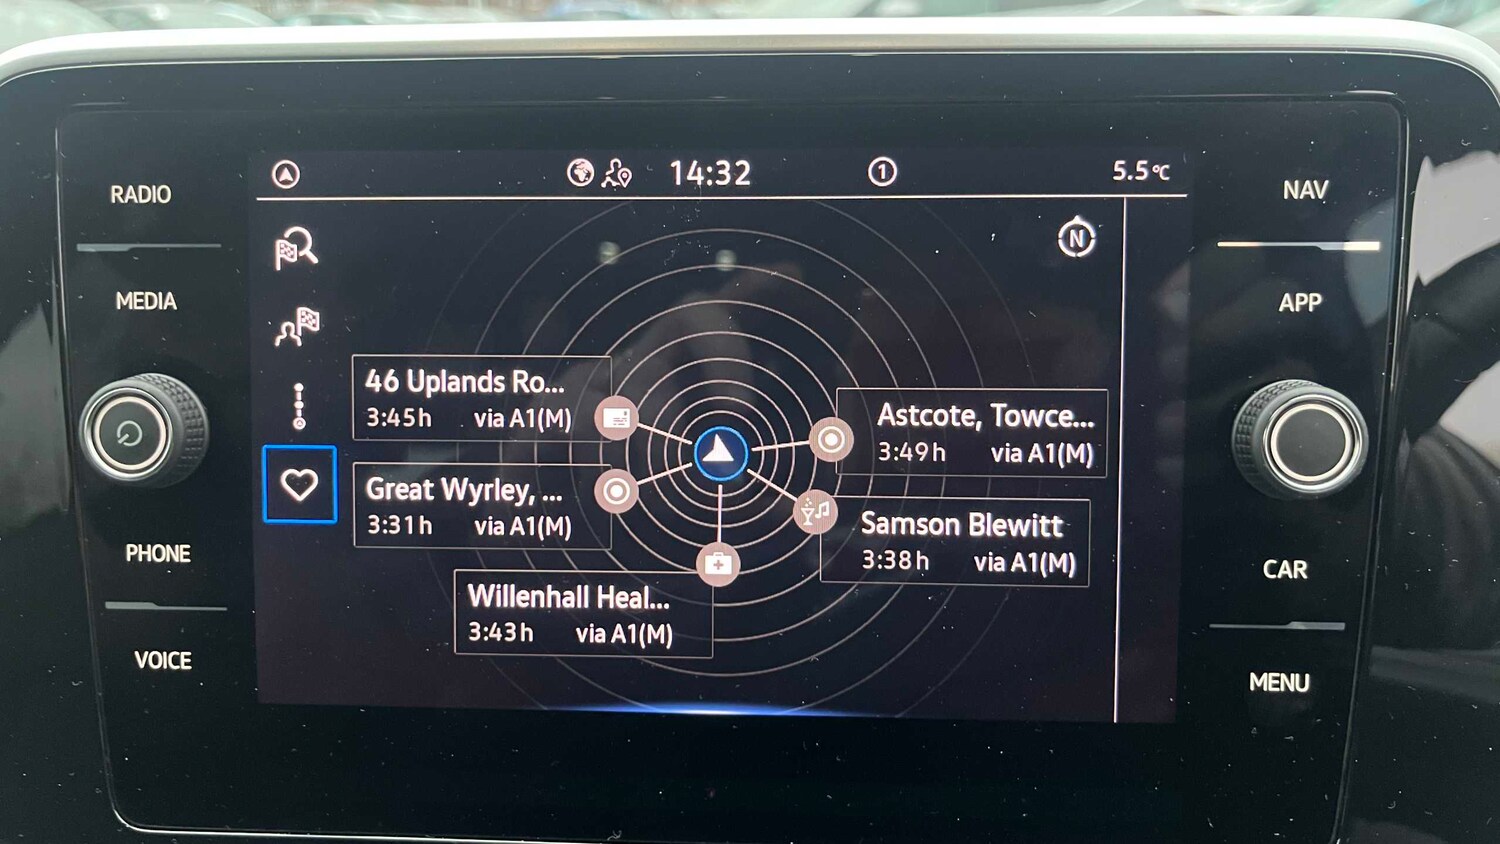 14:32
1
5.5°C
RADIO
MEDIA
PHONE
VOICE
N
46 Uplands Ro...
3:45h via A1(M)
Great Wyrley, ...
3:31h via A1(M)
Willenhall Heal...
3:43h via A1(M)
Astcote, Towce...
3:49h via A1(M)
Samson Blewitt
3:38h via A1(M)
NAV
APP
CAR
MENU